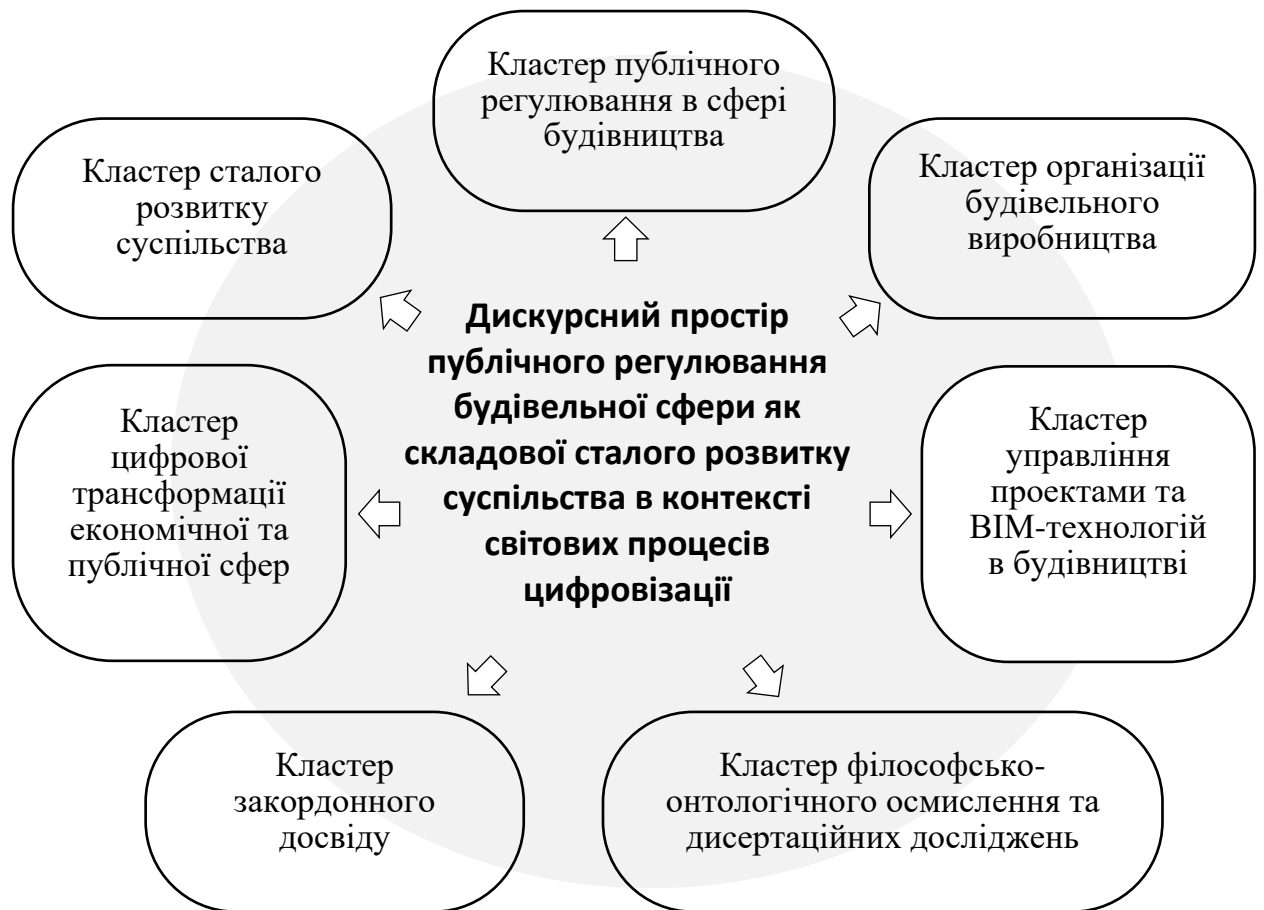 Кластер публічного
регулювання в сфері
будівництва
Кластер сталого
розвитку
суспільства
Кластер організації
будівельного
виробництва
Дискурсний простір
публічного регулювання
будівельної сфери як
складової сталого розвитку
суспільства в контексті
світових процесів
цифровізації
Кластер
цифрової
трансформації
економічної та
публічної сфер
Кластер
управління
проектами та
BIM-технологій
в будівництві
Кластер
закордонного
досвіду
Кластер філософсько-
онтологічного осмислення та
дисертаційних досліджень